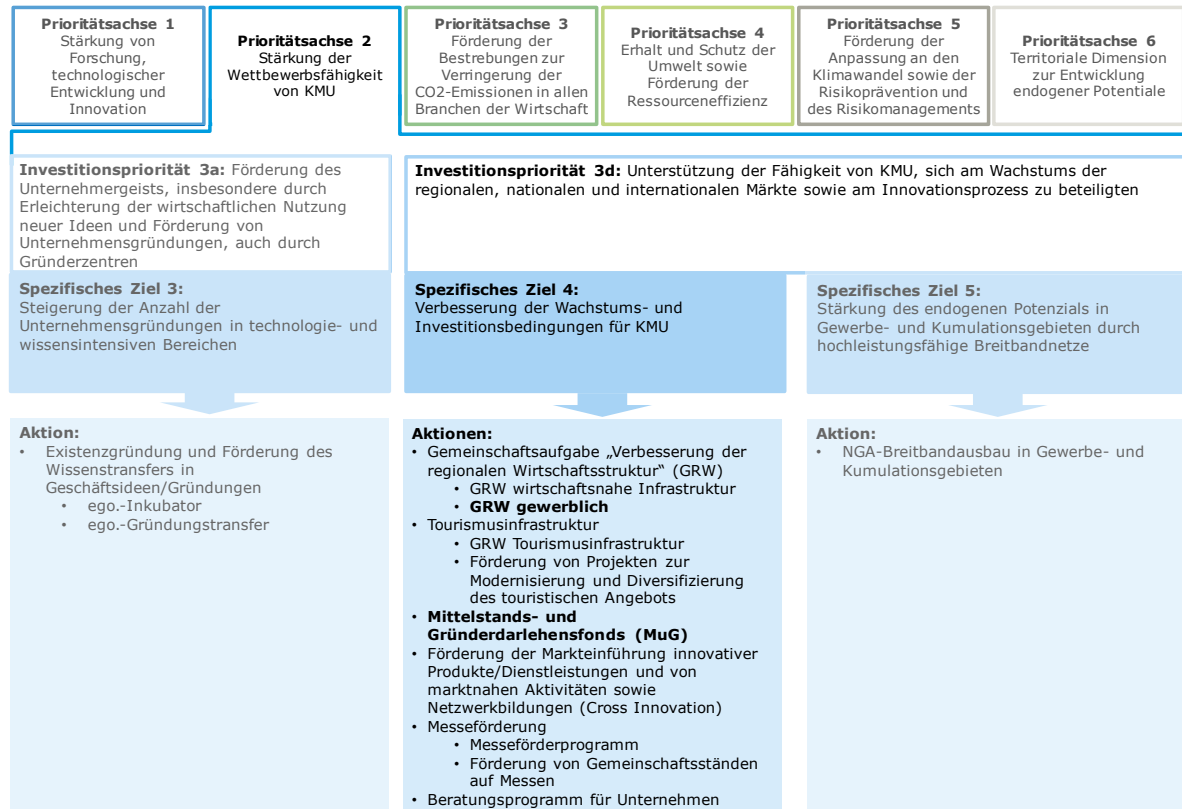 Prioritätsachse 1
Stärkung von
Forschung,
technologischer
Entwicklung und
Innovation
Prioritätsachse 2
Stärkung der
Wettbewerbsfähigkeit
von KMU
Prioritätsachse 3
Förderung der
Bestrebungen zur
Verringerung der
CO2-Emissionen in allen
Branchen der Wirtschaft
Prioritätsachse 4
Erhalt und Schutz der
Umwelt sowie
Förderung der
Ressourceneffizienz
Prioritätsachse 5
Förderung der
Anpassung an den
Klimawandel sowie der
Risikoprävention und
des Risikomanagements
Prioritätsachse 6
Territoriale Dimension
zur Entwicklung
endogener Potentiale
Investitionspriorität 3a: Förderung des
Unternehmergeists, insbesondere durch
Erleichterung der wirtschaftlichen Nutzung
neuer Ideen und Förderung von
Unternehmensgründungen, auch durch
Gründerzentren
Investitionspriorität 3d: Unterstützung der Fähigkeit von KMU, sich am Wachstum der
regionalen, nationalen und internationalen Märkte sowie am Innovationsprozess zu beteiligten
Spezifisches Ziel 3:
Steigerung der Anzahl der
Unternehmensgründungen in technologie- und
wissensintensiven Bereichen
Spezifisches Ziel 4:
Verbesserung der Wachstums- und
Investitionsbedingungen für KMU
Spezifisches Ziel 5:
Stärkung des endogenen Potenzials in
Gewerbe- und Kumulationsgebieten durch
hochleistungsfähige Breitbandnetze
Aktion:
• Existenzgründung und Förderung des
Wissenstransfers in
Geschäftsideen/Gründungen
• ego.-Inkubator
• ego.-Gründungstransfer
Aktionen:
• Gemeinschaftsaufgabe „Verbesserung der
regionalen Wirtschaftsstruktur“ (GRW)
• GRW wirtschaftsnahe Infrastruktur
• GRW gewerblich
• Tourismusinfrastruktur
• GRW Tourismusinfrastruktur
• Förderung von Projekten zur
Modernisierung und Diversifizierung
des touristischen Angebots
• Mittelstands- und
Gründerdarlehensfonds (MuG)
• Förderung der Markteinführung innovativer
Produkte/Dienstleistungen und von
marktnahen Aktivitäten sowie
Netzwerkbildungen (Cross Innovation)
• Messeförderung
• Messeförderprogramm
• Förderung von Gemeinschaftsständen
auf Messen
• Beratungsprogramm für Unternehmen
Aktion:
• NGA-Breitbandausbau in Gewerbe- und
Kumulationsgebieten